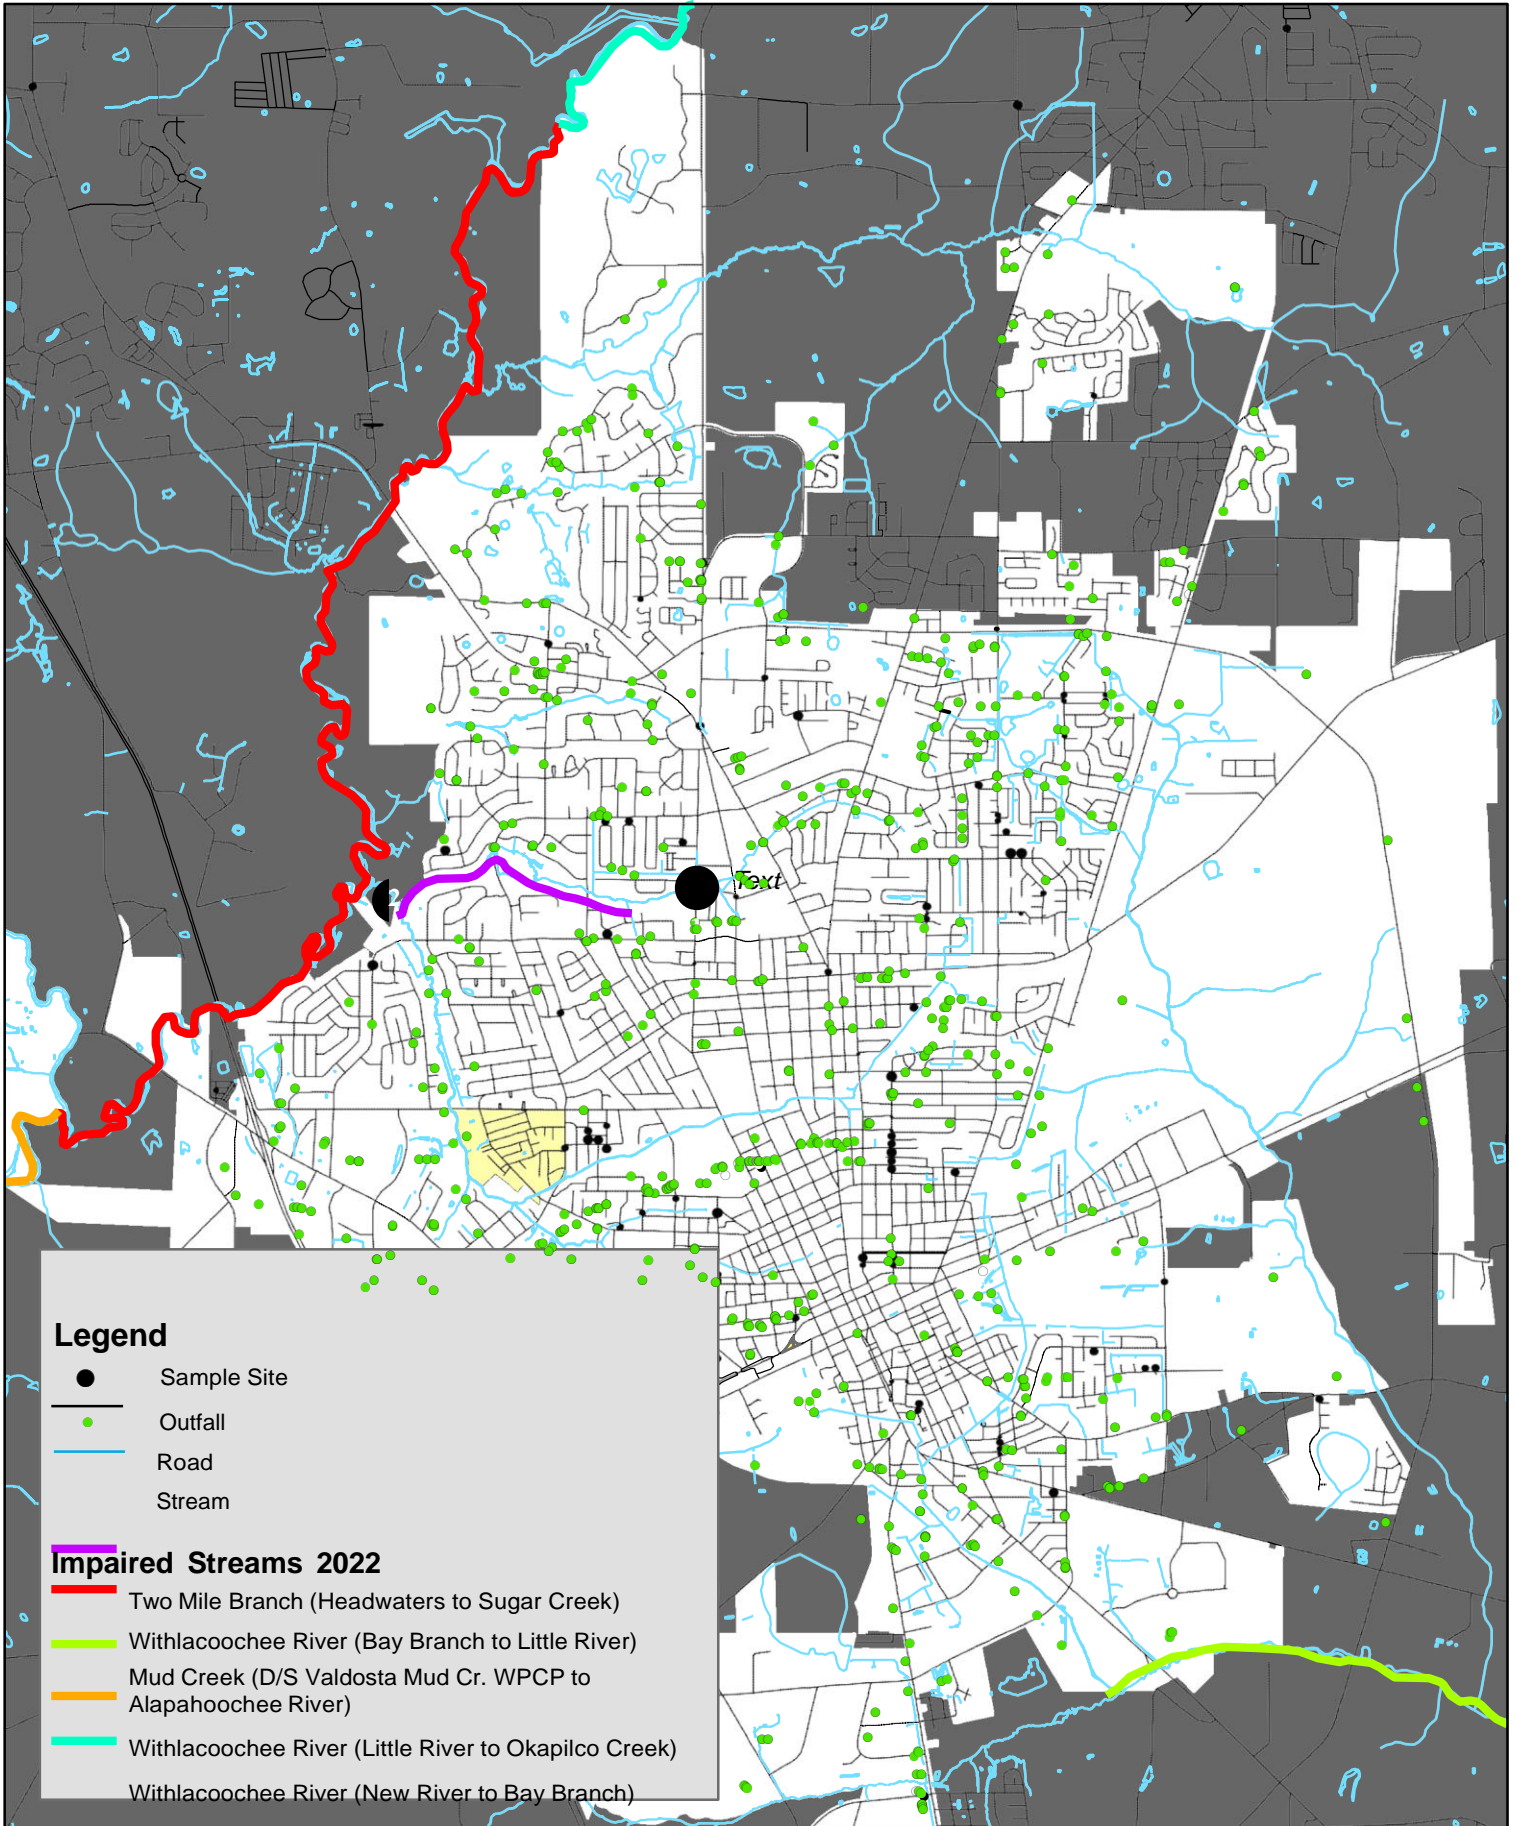 Text
Legend
Sample Site
Outfall
Road
Stream
Impaired Streams 2022
Two Mile Branch (Headwaters to Sugar Creek)
Withlacoochee River (Bay Branch to Little River)
Mud Creek (D/S Valdosta Mud Cr. WPCP to
Alapahoochee River)
Withlacoochee River (Little River to Okapilco Creek)
Withlacoochee River (New River to Bay Branch)